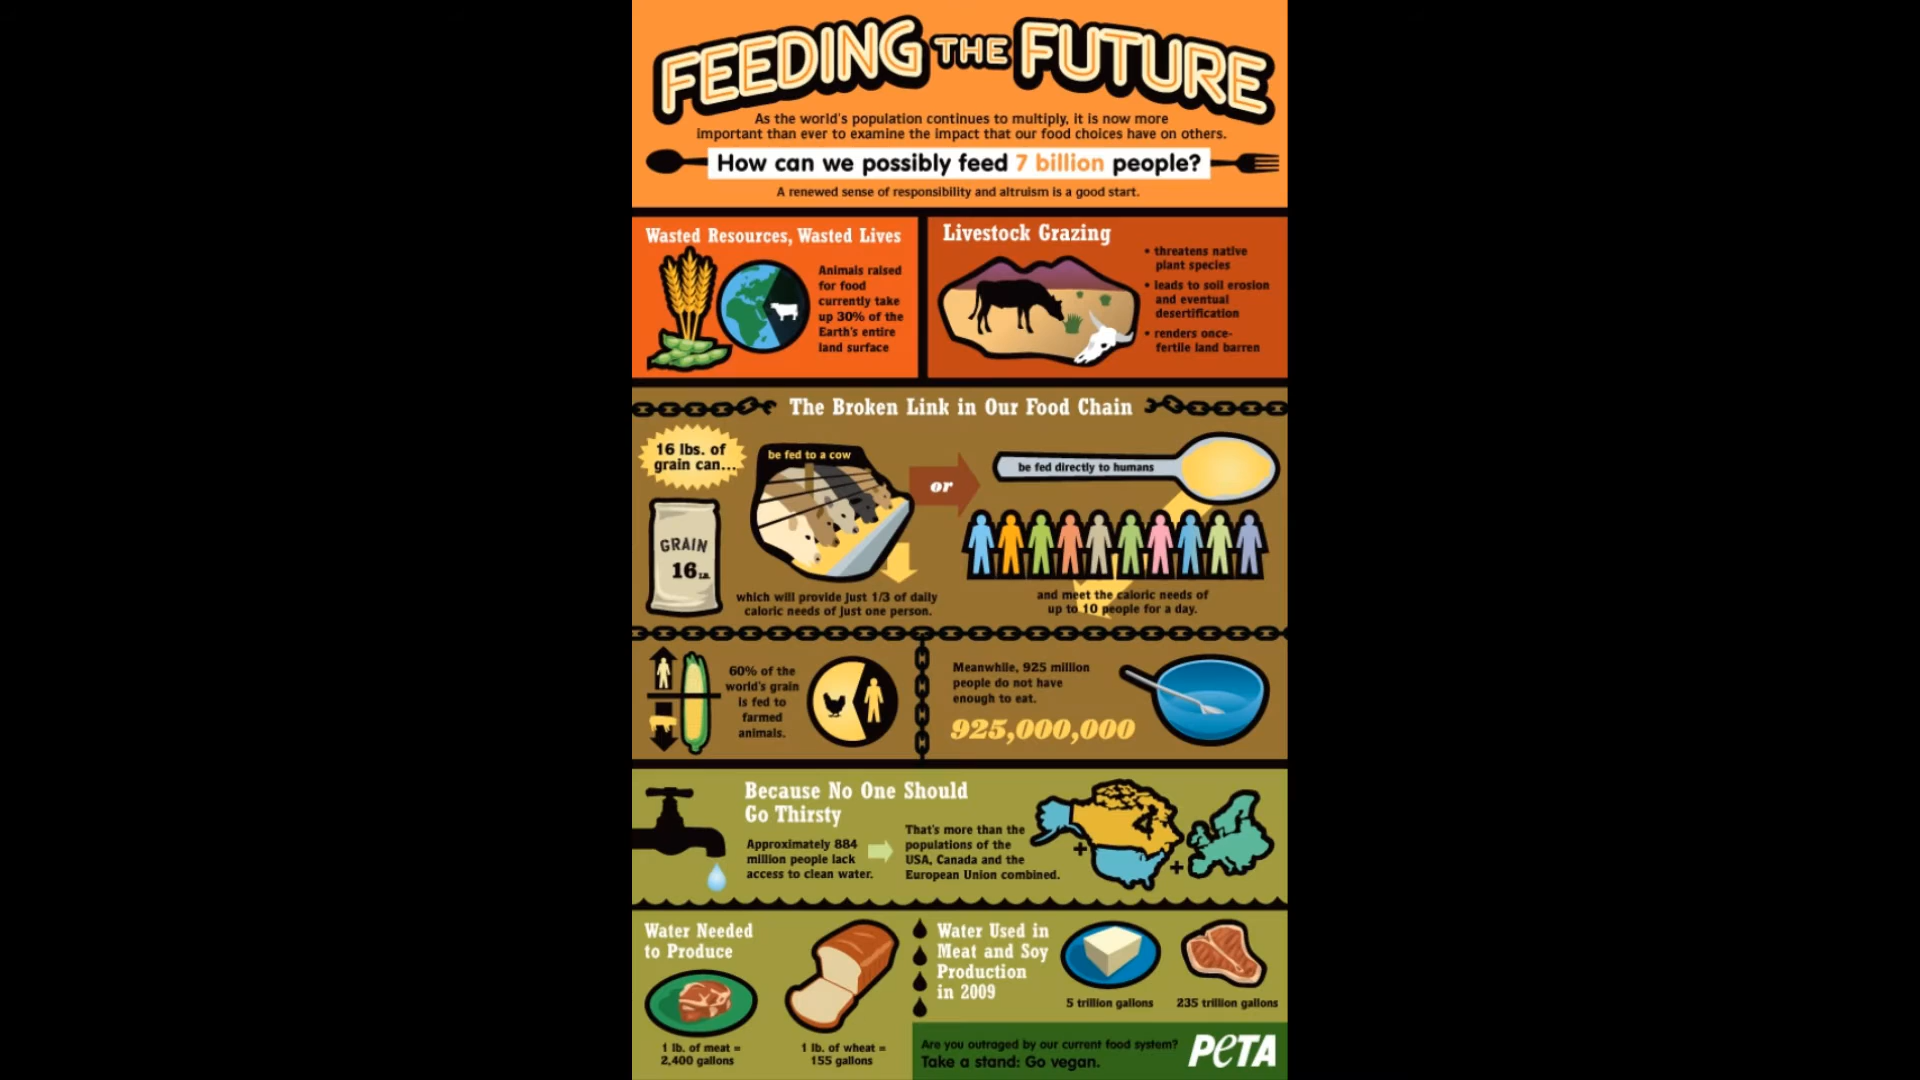 FEEDING THE FUTURE
As the world's population continues to multiply, it is now more
important than ever to examine the impact that our food choices have on others.
How can we possibly feed 7 billion people?
A renewed sense of responsibility and altruism is a good start.
Wasted Resources, Wasted Lives
Animals raised
for food
currently take
up 30% of the
Earth's entire
land surface
Livestock Grazing
• threatens native
plant species
• leads to soil erosion
and eventual
desertification
• renders once-
fertile land barren
The Broken Link in Our Food Chain
16 lbs. of
grain can...
GRAIN
16 LB.
be fed to a cow
which will provide just 1/3 of daily
caloric needs of just one person.
or
be fed directly to humans
and meet the caloric needs of
up to 10 people for a day.
60% of the
world's grain
is fed to
farmed
animals.
Meanwhile, 925 million
people do not have
enough to eat.
925,000,000
Because No One Should
Go Thirsty
Approximately 884
million people lack
access to clean water.
That's more than the
populations of the
USA, Canada and the
European Union combined.
+
+
Water Needed
to Produce
1 lb. of meat =
2,400 gallons
1 lb. of wheat =
155 gallons
Water Used in
Meat and Soy
Production
in 2009
5 trillion gallons
235 trillion gallons
Are you outraged by our current food system?
Take a stand: Go vegan.
PETA